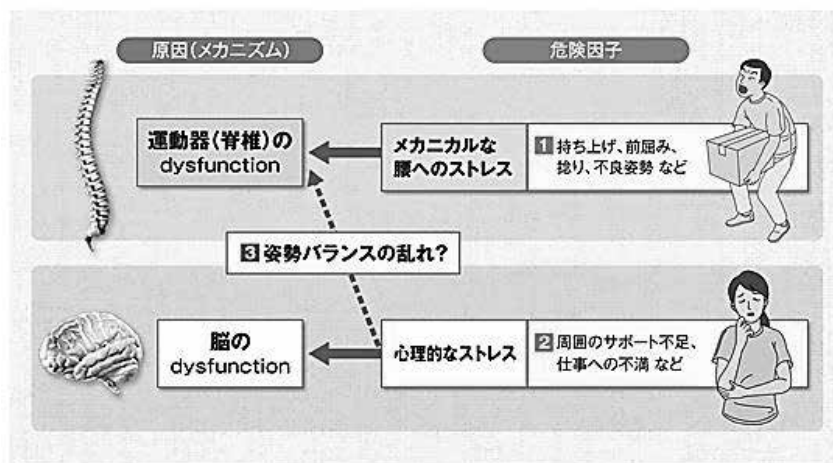 原因(メカニズム)
危険因子
運動器(脊椎)の
dysfunction
メカニカルな
腰へのストレス
1 持ち上げ、前屈み、
捻り、不良姿勢 など
3 姿勢バランスの乱れ?
脳の
dysfunction
心理的なストレス
2 周囲のサポート不足、
仕事への不満 など